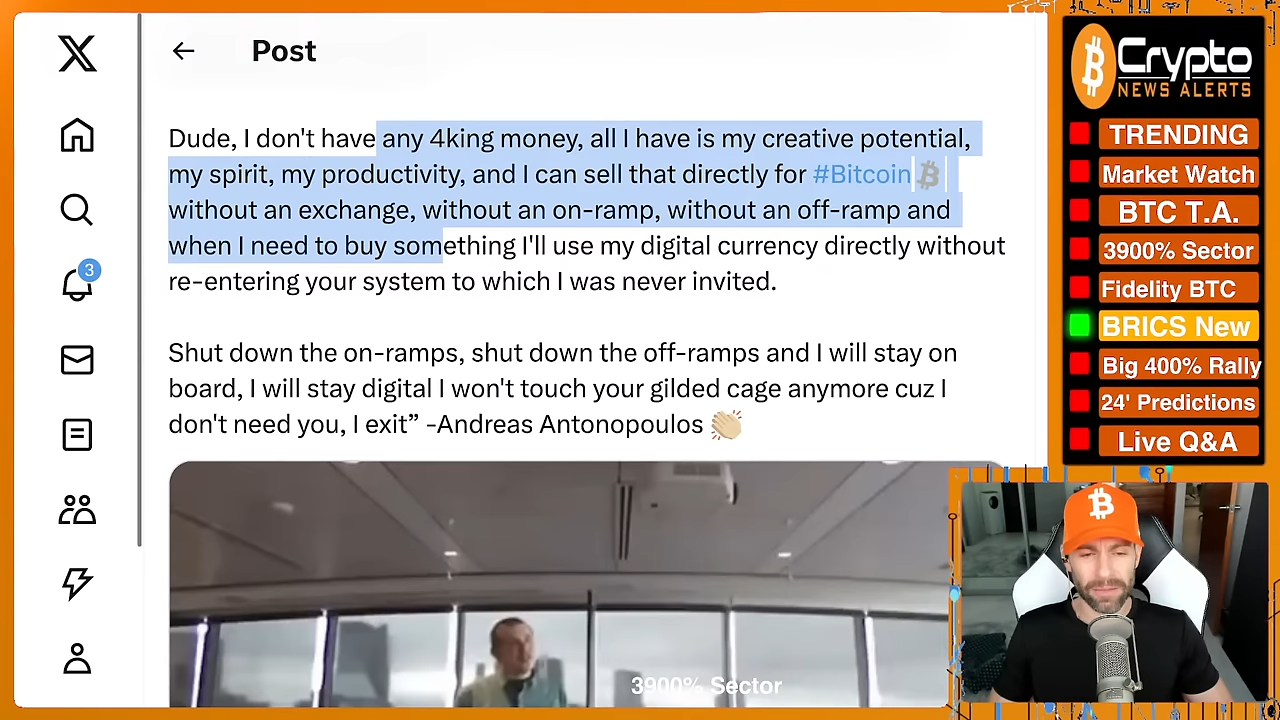 Post
3
Dude, I don't have any 4king money, all I have is my creative potential,
my spirit, my productivity, and I can sell that directly for #Bitcoin
without an exchange, without an on-ramp, without an off-ramp and
when I need to buy something I'll use my digital currency directly without
re-entering your system to which I was never invited.
Shut down the on-ramps, shut down the off-ramps and I will stay on
board, I will stay digital I won't touch your gilded cage anymore cuz I
don't need you, I exit” -Andreas Antonopoulos 👏🏼
3900% Sector
Crypto
NEWS ALERTS
TRENDING
Market Watch
BTC T.A.
3900% Sector
Fidelity BTC
BRICS New
Big 400% Rally
24' Predictions
Live Q&A